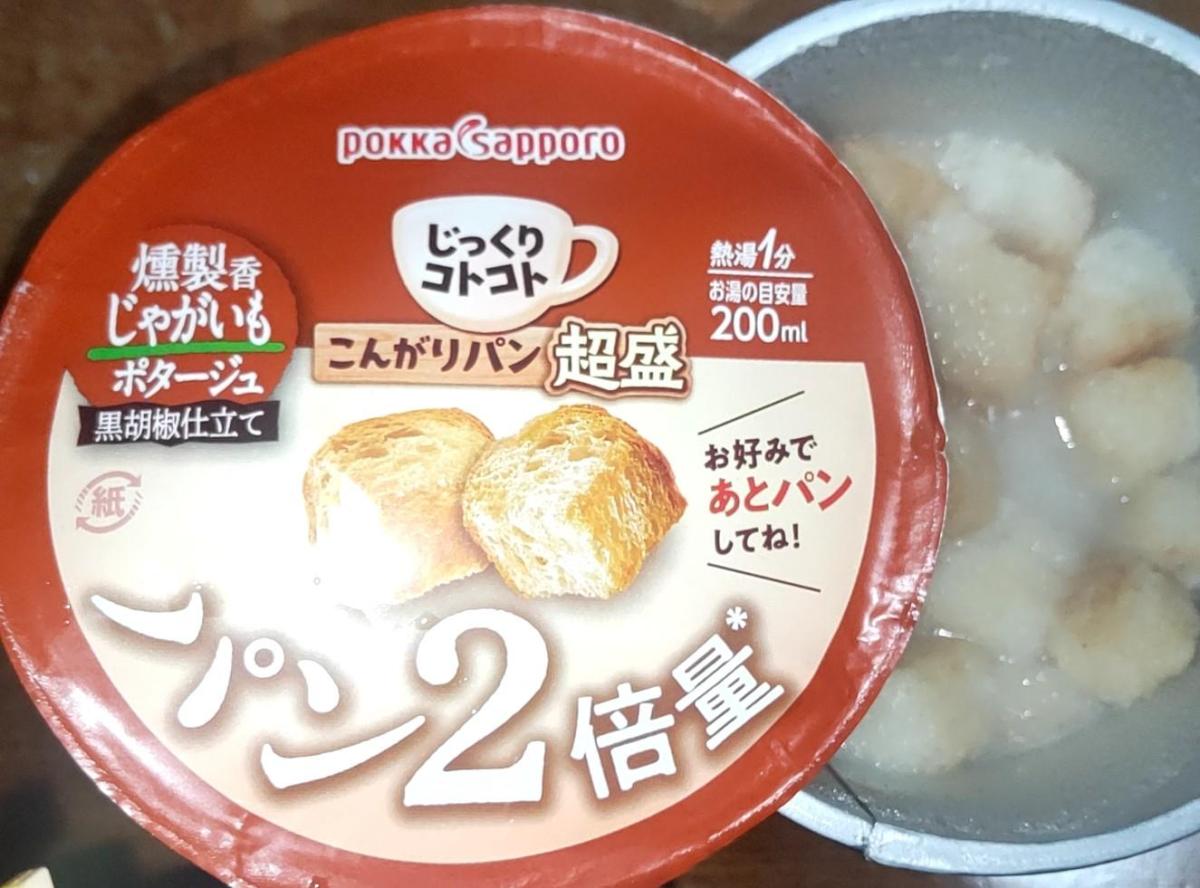 pokka sapporo
じっくり
コトコト
こんがりパン 超盛
燻製香
じゃがいも
ポタージュ
黒胡椒仕立て
紙
熱湯1分
お湯の目安量
200ml
お好みで
あとパン
してね!
パン2倍量*